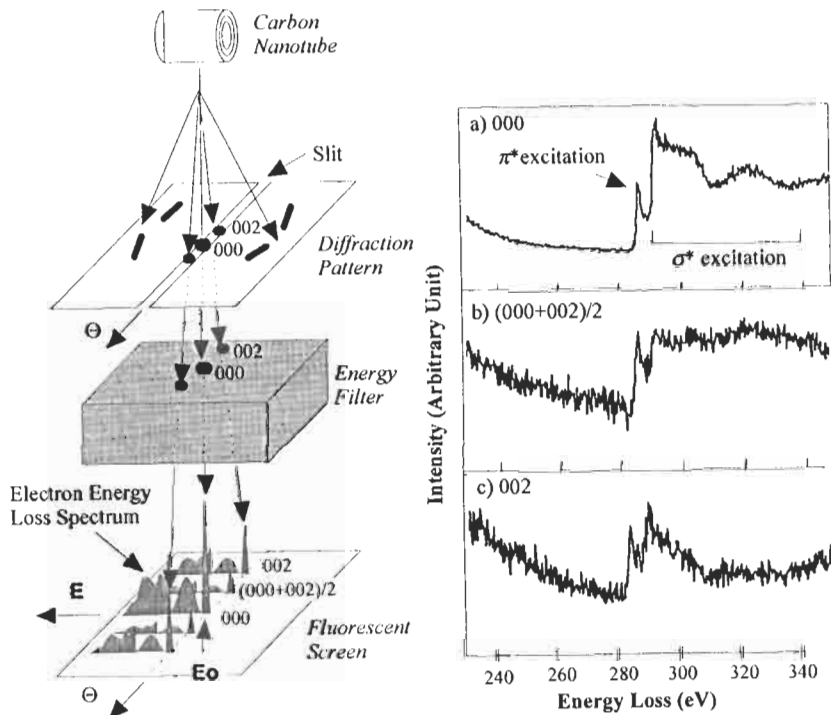 Carbon
Nanotube
Slit
002
000
Diffraction
Pattern
Θ
002
000
Energy
Filter
Electron Energy
Loss Spectrum
002
(000+002)/2
000
E
Fluorescent
Screen
Eo
Θ
a) 000
π* excitation
σ* excitation
b) (000+002)/2
c) 002
Intensity (Arbitrary Unit)
240 260 280 300 320 340
Energy Loss (eV)